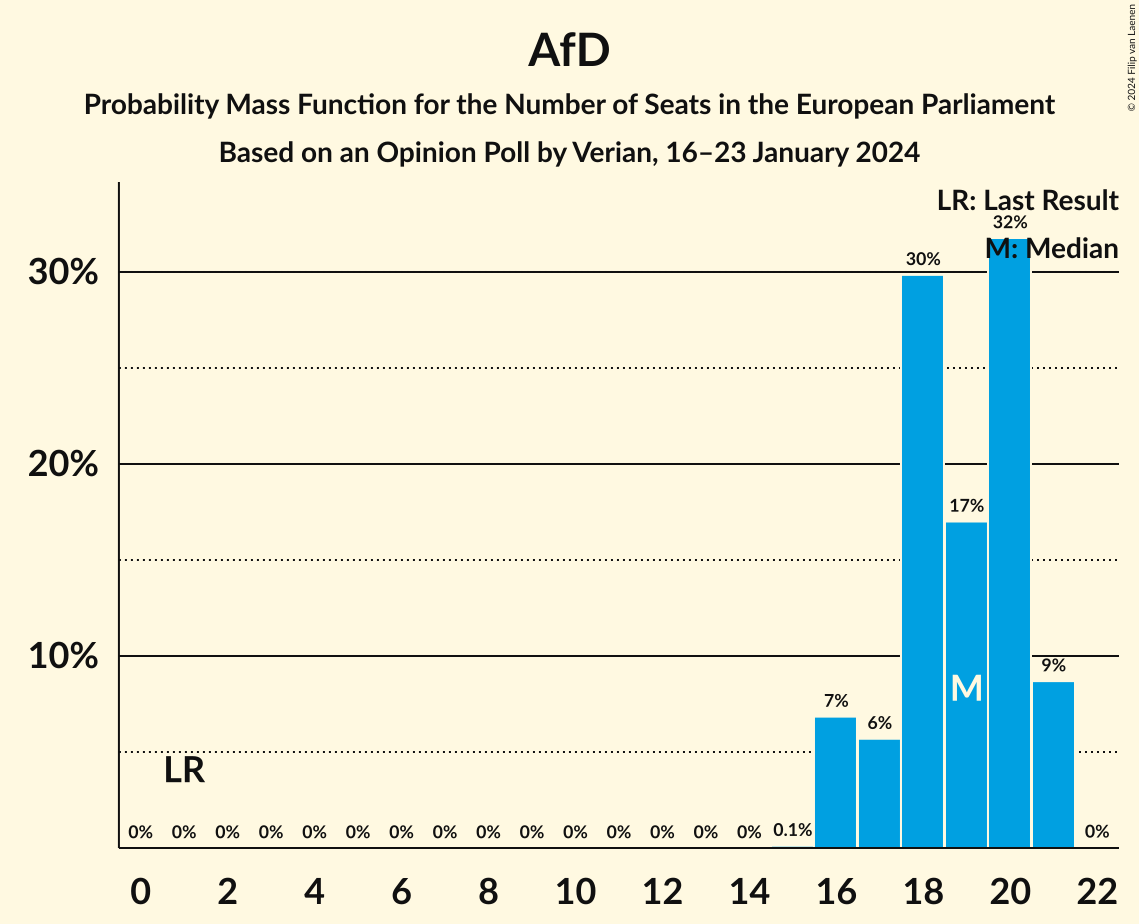 AfD
Probability Mass Function for the Number of Seats in the European Parliament
Based on an Opinion Poll by Verian, 16–23 January 2024
© 2024 Filip van Laenen
LR: Last Result
M: Median
32%
30%
30%
20%
17%
10%
9%
M
7%
6%
LR
0% 0% 0% 0% 0% 0% 0% 0% 0% 0% 0% 0% 0% 0% 0% 0.1% 0%
0 2 4 6 8 10 12 14 16 18 20 22